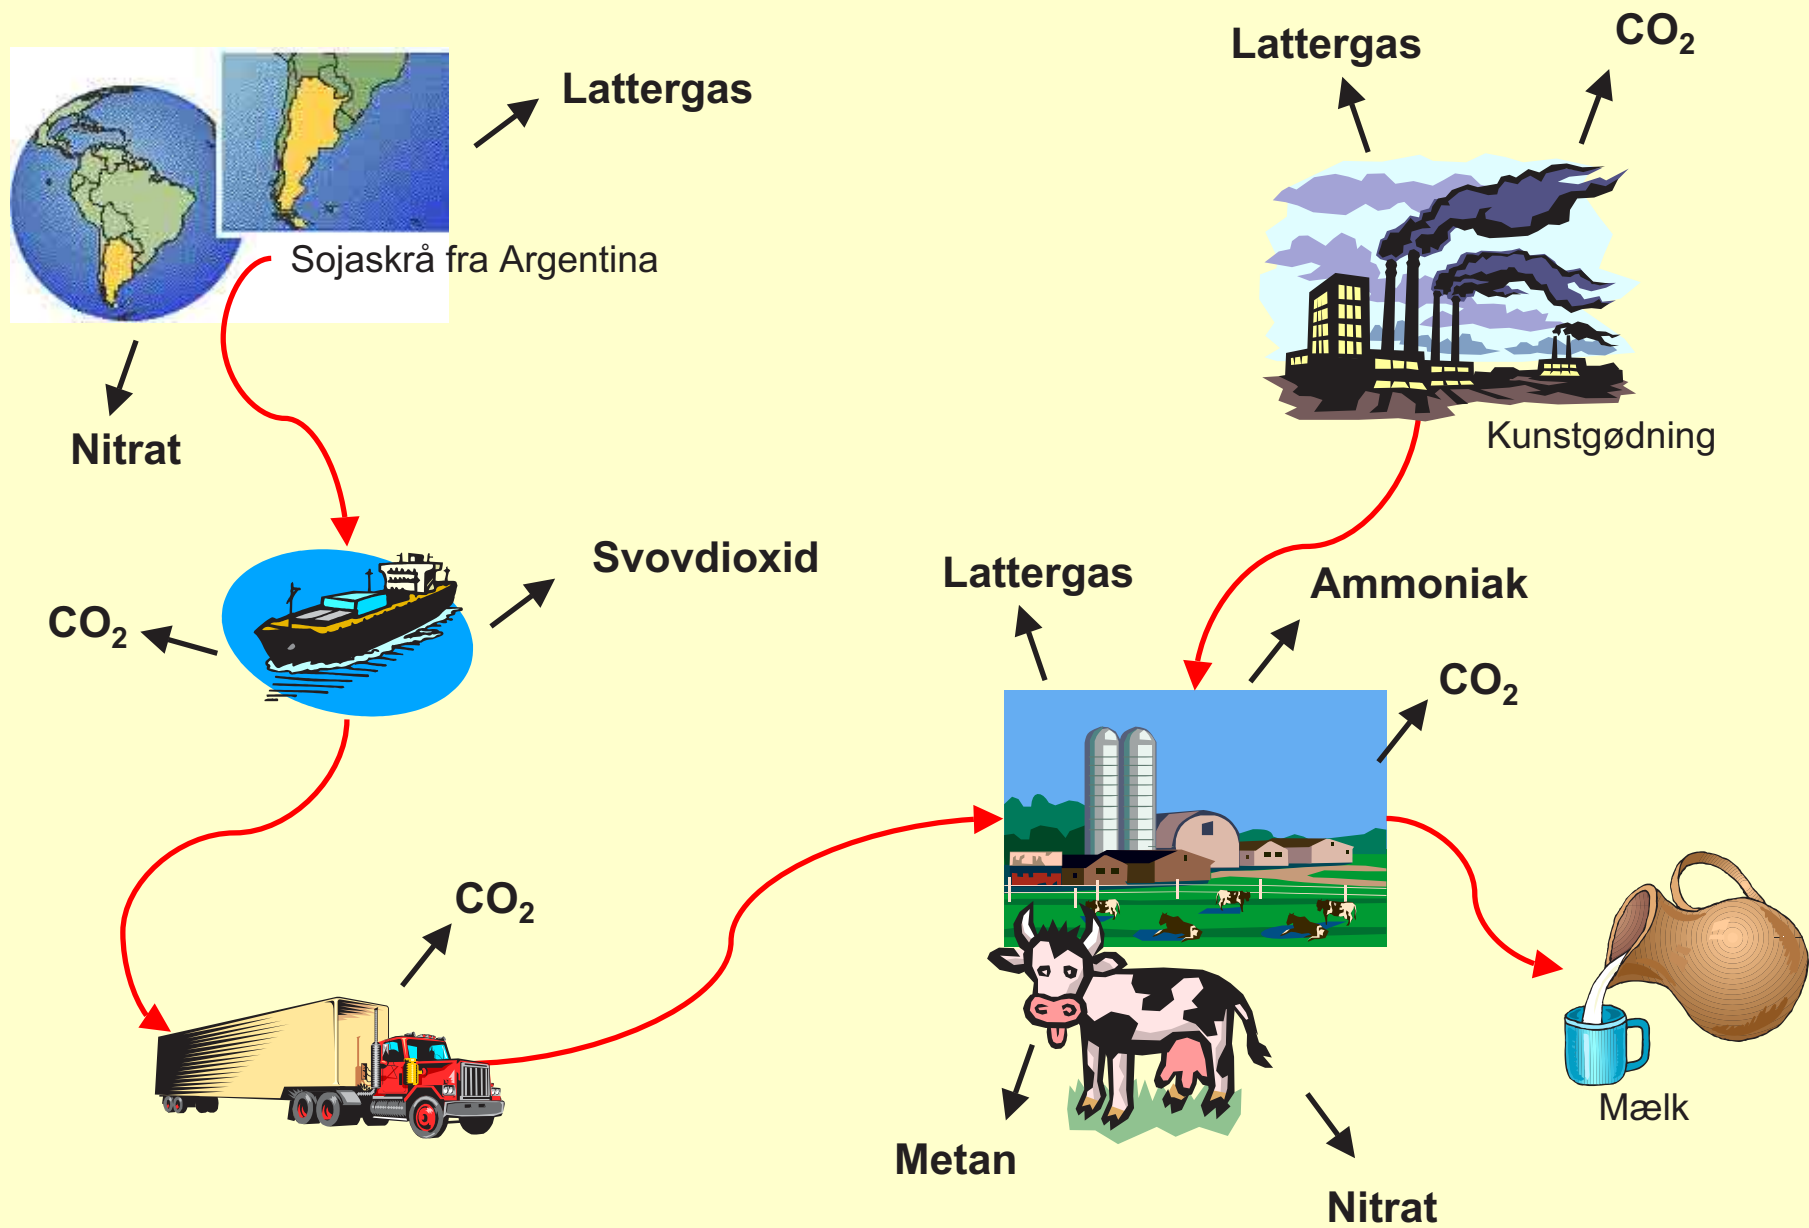 Lattergas
CO₂
Lattergas
Sojaskrå fra Argentina
Kunstgødning
Nitrat
Svovdioxid
Lattergas
Ammoniak
CO₂
CO₂
CO₂
Mælk
Metan
Nitrat